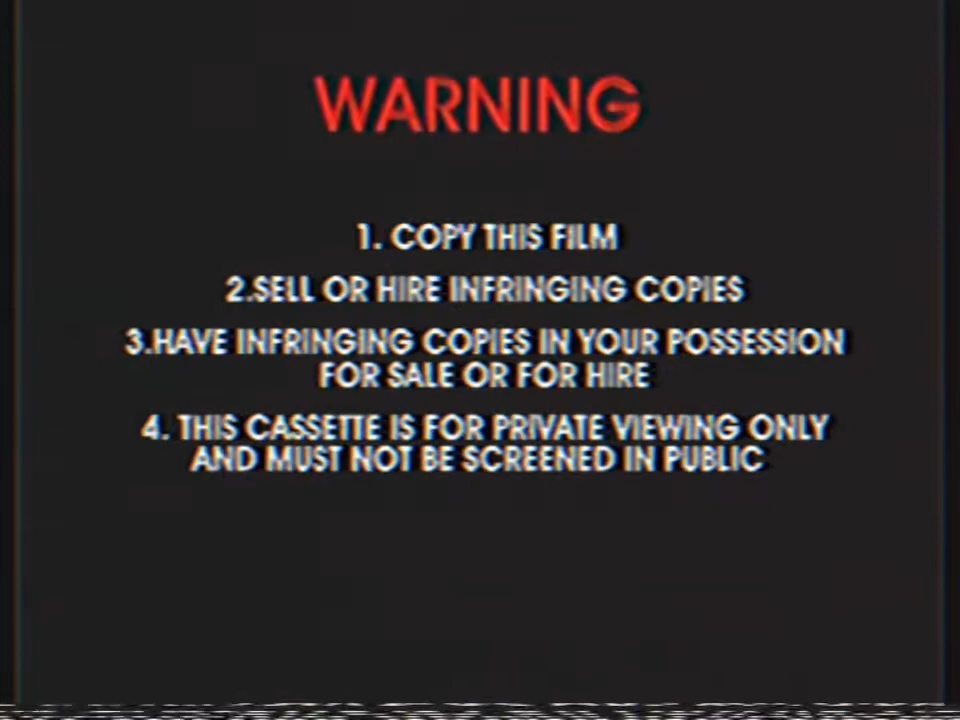 WARNING
1. COPY THIS FILM
2.SELL OR HIRE INFRINGING COPIES
3.HAVE INFRINGING COPIES IN YOUR POSSESSION
FOR SALE OR FOR HIRE
4. THIS CASSETTE IS FOR PRIVATE VIEWING ONLY
AND MUST NOT BE SCREENED IN PUBLIC